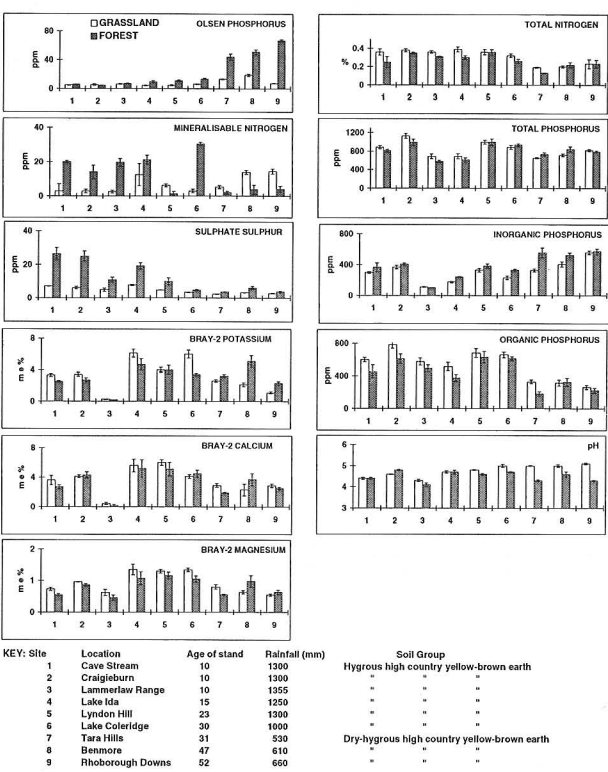 GRASSLAND
FOREST
OLSEN PHOSPHORUS
80
40
0
ppm
1 2 3 4 5 6 7 8 9
MINERALISABLE NITROGEN
40
20
0
ppm
1 2 3 4 5 6 7 8 9
SULPHATE SULPHUR
40
20
0
ppm
1 2 3 4 5 6 7 8 9
BRAY-2 POTASSIUM
8
4
0
m e %
1 2 3 4 5 6 7 8 9
BRAY-2 CALCIUM
8
4
0
m e %
1 2 3 4 5 6 7 8 9
BRAY-2 MAGNESIUM
2
1
0
m e %
1 2 3 4 5 6 7 8 9
TOTAL NITROGEN
0.4
0.2
0
%
1 2 3 4 5 6 7 8 9
TOTAL PHOSPHORUS
1200
800
400
0
ppm
1 2 3 4 5 6 7 8 9
INORGANIC PHOSPHORUS
800
400
0
ppm
1 2 3 4 5 6 7 8 9
ORGANIC PHOSPHORUS
800
400
0
ppm
1 2 3 4 5 6 7 8 9
pH
6
5
4
3
1 2 3 4 5 6 7 8 9
KEY: Site Location Age of stand Rainfall (mm) Soil Group
1 Cave Stream 10 1300 Hygrous high country yellow-brown earth
2 Craigieburn 10 1300 " " "
3 Lammerlaw Range 10 1355 " " "
4 Lake Ida 15 1250 " " "
5 Lyndon Hill 23 1300 " " "
6 Lake Coleridge 30 1000 " " "
7 Tara Hills 31 530 Dry-hygrous high country yellow-brown earth
8 Benmore 47 610 " " "
9 Rhoborough Downs 52 660 " " "